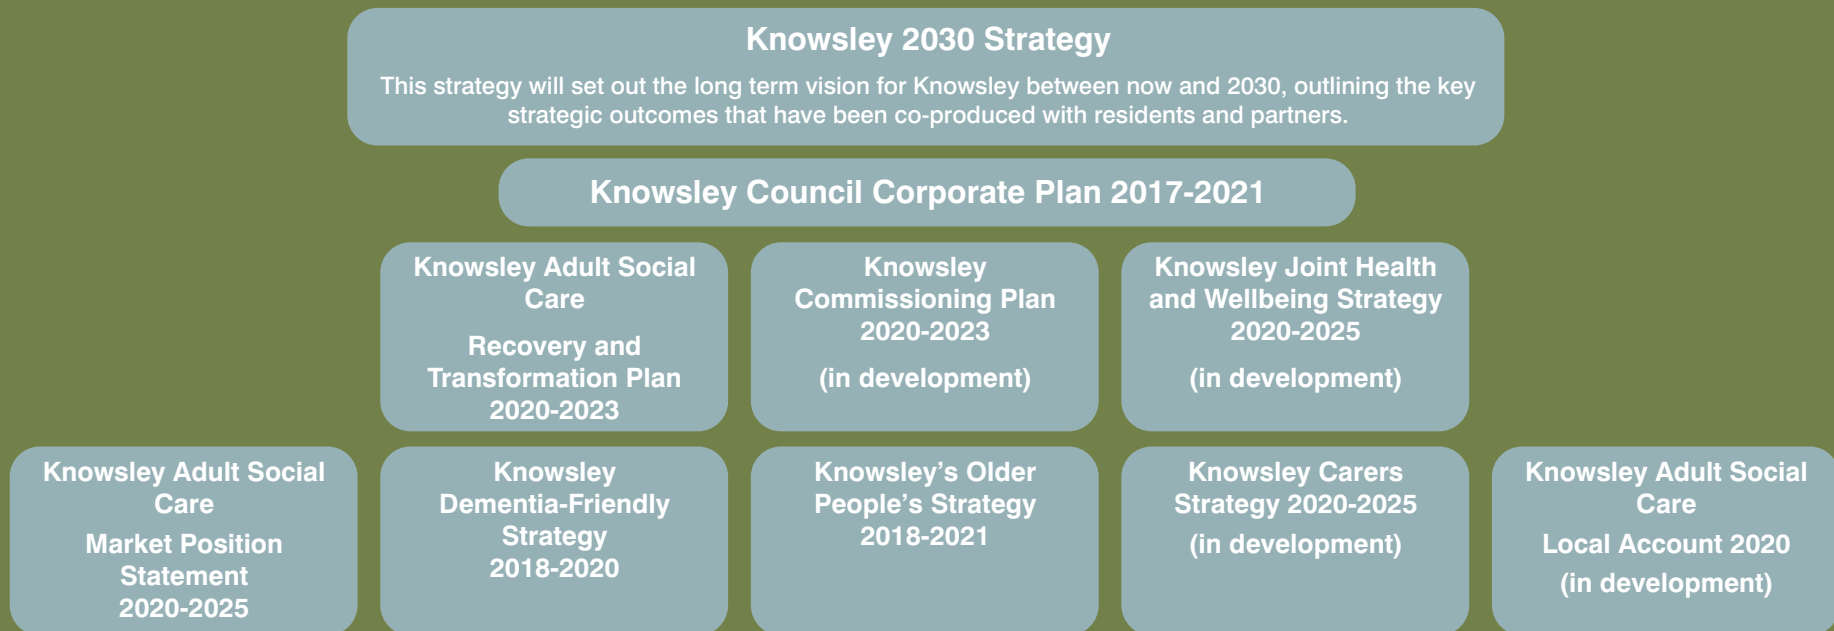 Knowsley 2030 Strategy
This strategy will set out the long term vision for Knowsley between now and 2030, outlining the key
strategic outcomes that have been co-produced with residents and partners.
Knowsley Council Corporate Plan 2017-2021
Knowsley Adult Social
Care
Recovery and
Transformation Plan
2020-2023
Knowsley
Commissioning Plan
2020-2023
(in development)
Knowsley Joint Health
and Wellbeing Strategy
2020-2025
(in development)
Knowsley Adult Social
Care
Market Position
Statement
2020-2025
Knowsley
Dementia-Friendly
Strategy
2018-2020
Knowsley’s Older
People’s Strategy
2018-2021
Knowsley Carers
Strategy 2020-2025
(in development)
Knowsley Adult Social
Care
Local Account 2020
(in development)